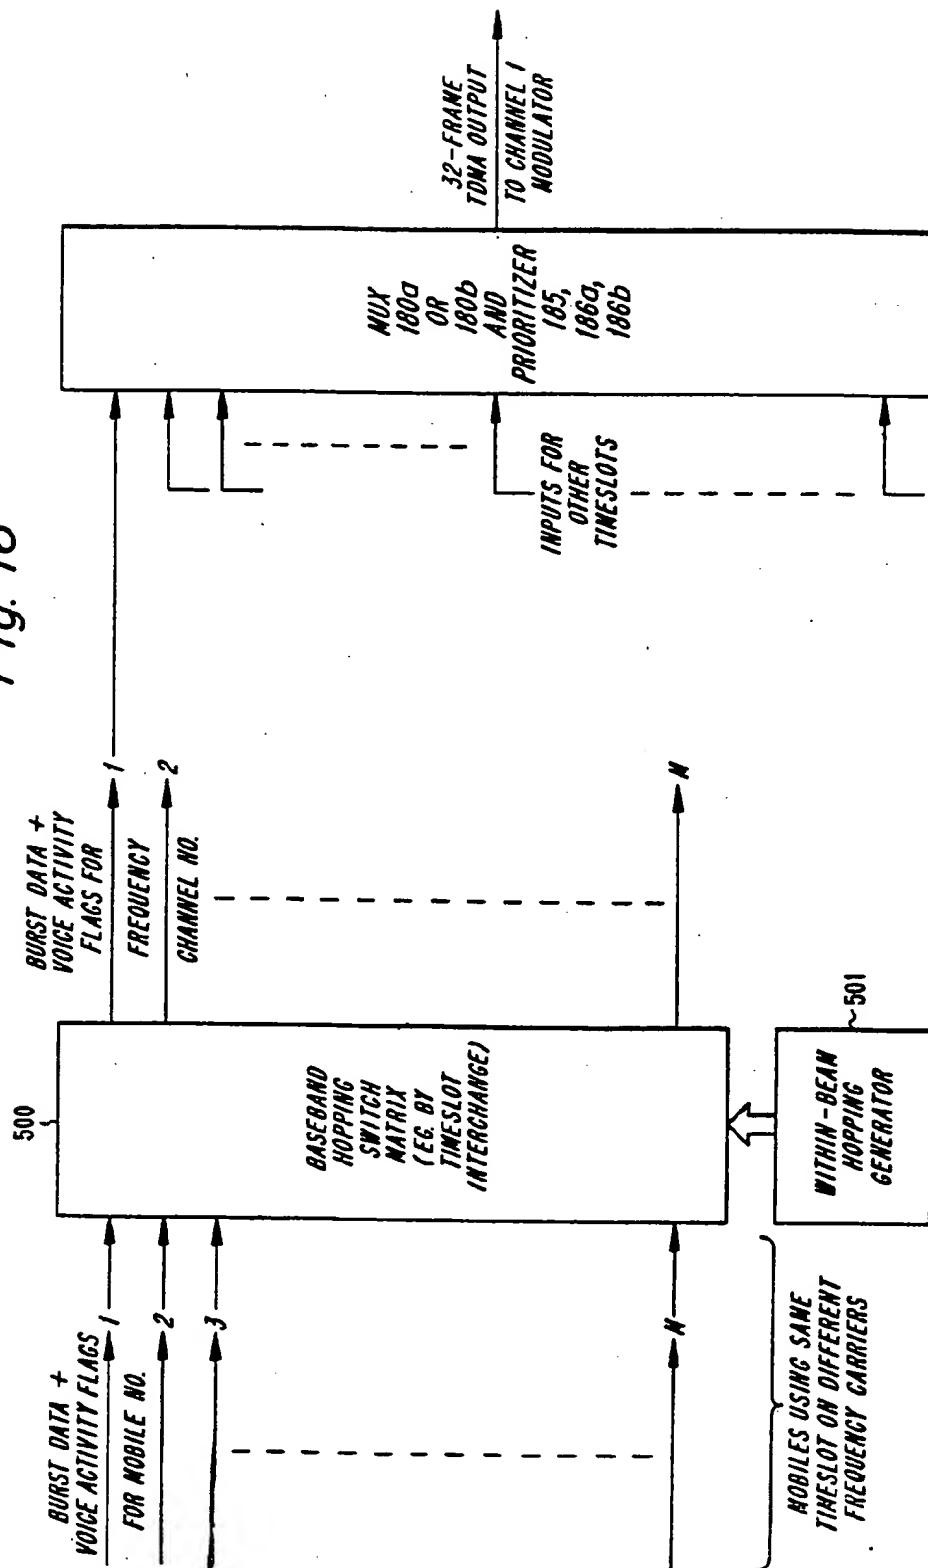 Fig. 16
BURST DATA +
VOICE ACTIVITY FLAGS
FOR MOBILE NO.
1
2
3
N
MOBILES USING SAME
TIMESLOT ON DIFFERENT
FREQUENCY CARRIERS
500
BASEBAND
HOPPING
SWITCH
MATRIX
(EG. BY
TIMESLOT
INTERCHANGE)
WITHIN-BEAM
HOPPING
GENERATOR
501
BURST DATA +
VOICE ACTIVITY
FLAGS FOR
FREQUENCY
CHANNEL NO.
1
2
N
INPUTS FOR
OTHER
TIMESLOTS
MUX
180a
OR
180b
AND
PRIORITIZER
185,
186a,
186b
32-FRAME
TDMA OUTPUT
TO CHANNEL 1
MODULATOR